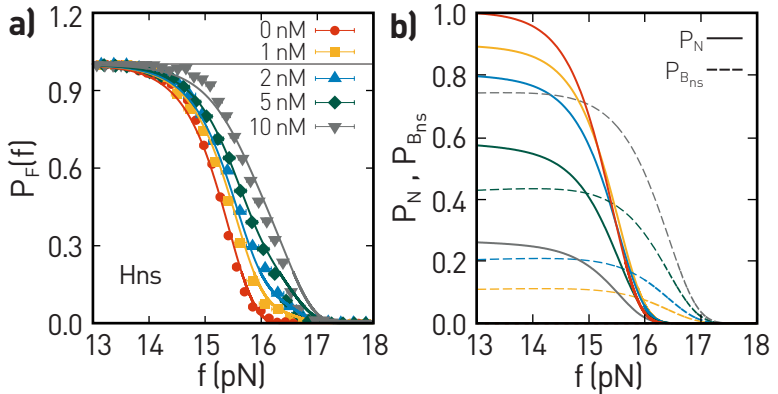 a)
1.2
0.9
0.6
0.3
0.0
P_F(f)
0 nM
1 nM
2 nM
5 nM
10 nM
Hns
13 14 15 16 17 18
f (pN)
b)
1.0
0.8
0.6
0.4
0.2
0.0
P_N , P_B_ns
P_N
P_B_ns
13 14 15 16 17 18
f (pN)